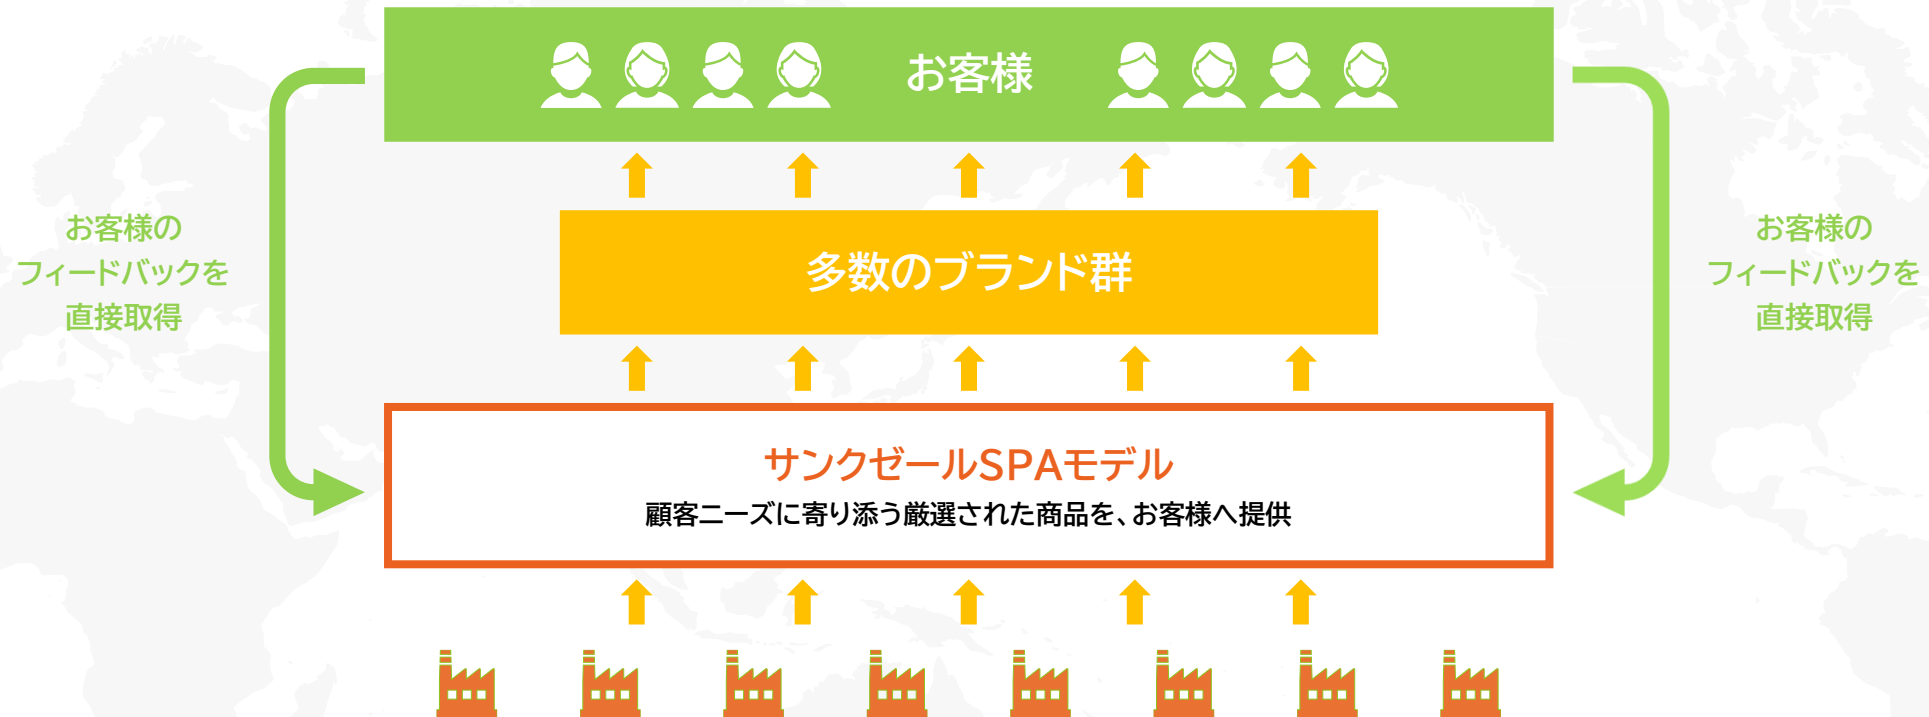 お客様
お客様の
フィードバックを
直接取得
多数のブランド群
お客様の
フィードバックを
直接取得
サンクゼールSPAモデル
顧客ニーズに寄り添う厳選された商品を、お客様へ提供